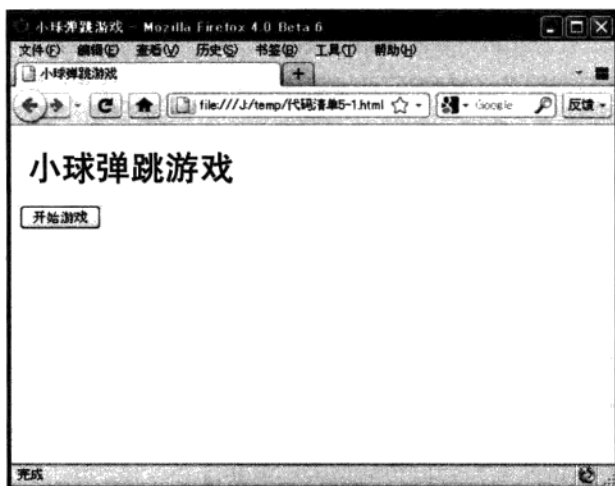 小球弹跳游戏 - Mozilla Firefox 4.0 Beta 6
文件(F) 编辑(E) 查看(V) 历史(S) 书签(B) 工具(T) 帮助(H)
小球弹跳游戏 +
file:///J:/temp/代码清单5-1.html Google 反馈
小球弹跳游戏
开始游戏
完成